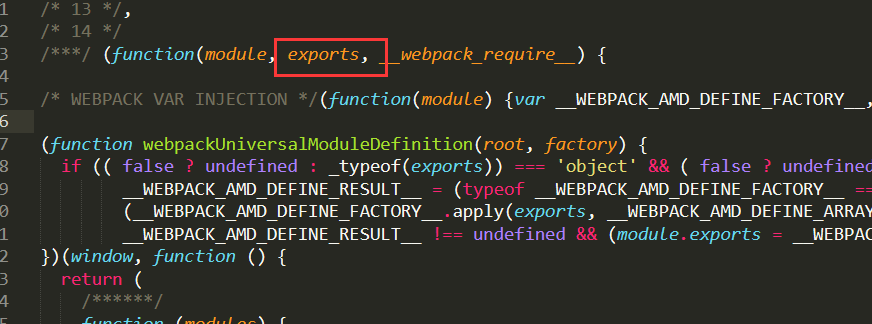 1 /* 13 */,
2 /* 14 */
3 /***/ (function(module, exports, __webpack_require__) {
4
5 /* WEBPACK VAR INJECTION */(function(module) {var __WEBPACK_AMD_DEFINE_FACTORY__,
6
7 (function webpackUniversalModuleDefinition(root, factory) {
8 if (( false ? undefined : _typeof(exports)) === 'object' && ( false ? undefined
9 __WEBPACK_AMD_DEFINE_RESULT__ = (typeof __WEBPACK_AMD_DEFINE_FACTORY__ ==
0 (__WEBPACK_AMD_DEFINE_FACTORY__.apply(exports, __WEBPACK_AMD_DEFINE_ARRAY
1 __WEBPACK_AMD_DEFINE_RESULT__ !== undefined && (module.exports = __WEBPAC
2 })(window, function () {
3 return (
4 /******/
5 function (modules) {